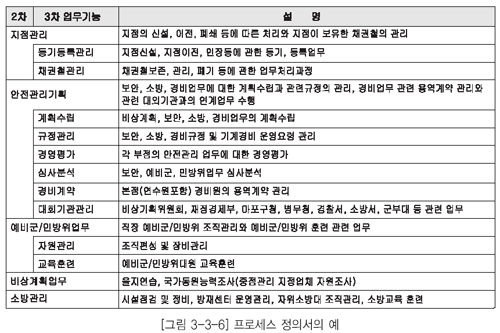 2차 3차 업무기능 설 명
지점관리 지점의 신설, 이전, 폐쇄 등에 따른 처리와 지점이 보유한 채권철의 관리
등기등록관리 지점신설, 지점이전, 민장등에 관한 등기, 등록업무
채권철관리 채권철보존, 관리, 폐기 등에 관한 업무처리과정
안전관리기획 보안, 소방, 경비업무에 대한 계획수립과 관련규정의 관리, 경비업무 관련 용역계약 관리와
관련 대외기관과의 연계업무 수행
계획수립 비상계획, 보안, 소방, 경비업무의 계획수립
규정관리 보안, 소방, 경비규정 및 기계경비 운영요령 관리
경영평가 각 부점의 안전관리 업무에 대한 경영평가
심사분석 보안, 예비군, 민방위업무 심사분석
경비계약 본점(연수원포함) 경비원의 용역계약 관리
대회기관관리 비상기획위원회, 재정경제부, 마포구청, 병무청, 경찰서, 소방서, 군부대 등 관련 업무
예비군/민방위업무 직장 예비군/민방위 조직관리와 예비군/민방위 훈련 관련 업무
자원관리 조직편성 및 장비관리
교육훈련 예비군/민방위대원 교육훈련
비상계획업무 을지연습, 국가동원능력조사(중점관리 지정업체 자원조사)
소방관리 시설점검 및 정비, 방재센터 운영관리, 자위소방대 조직관리, 소방교육 훈련
[그림 3-3-6] 프로세스 정의서의 예